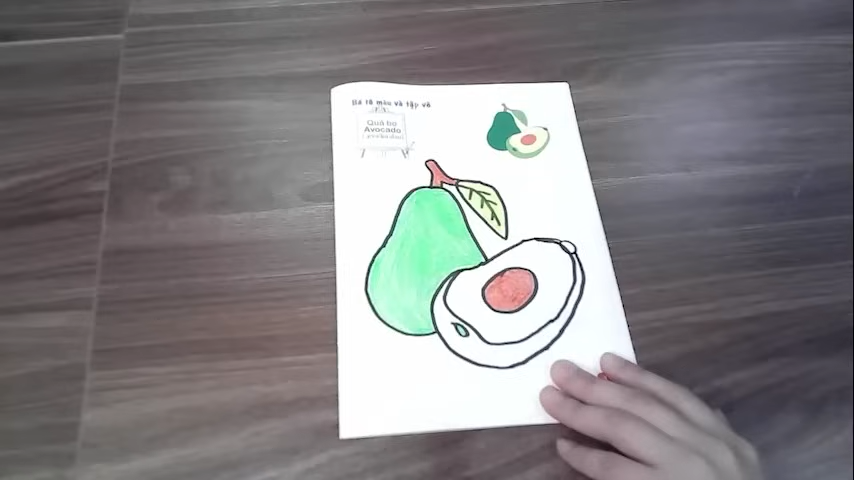 Bé tô màu và tập vẽ
Quả bơ
Avocado